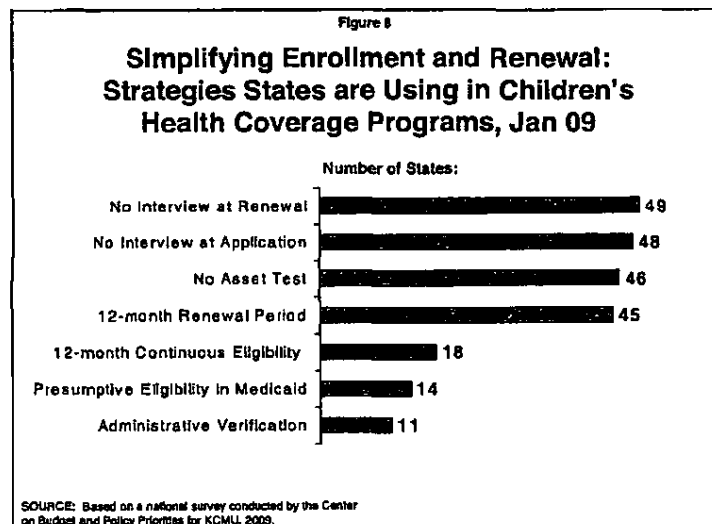 Figure 8
Simplifying Enrollment and Renewal:
Strategies States are Using in Children's
Health Coverage Programs, Jan 09
Number of States:
No Interview at Renewal 49
No Interview at Application 48
No Asset Test 46
12-month Renewal Period 45
12-month Continuous Eligibility 18
Presumptive Eligibility in Medicaid 14
Administrative Verification 11
SOURCE: Based on a national survey conducted by the Center
on Budget and Policy Priorities for KCMU, 2009.